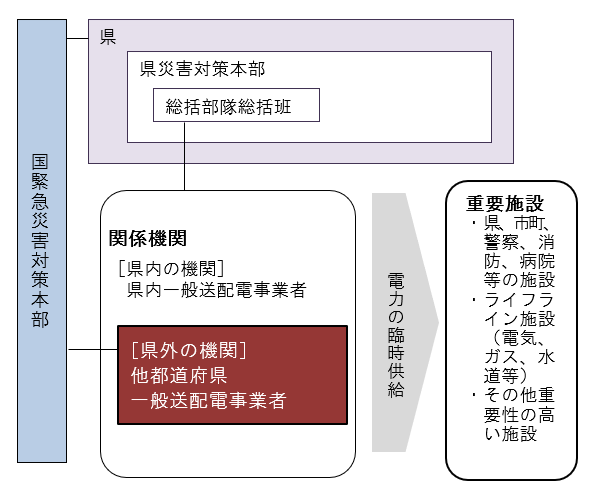 国緊急災害対策本部
県
県災害対策本部
総括部隊総括班
関係機関
［県内の機関］
県内一般送配電事業者
［県外の機関］
他都道府県
一般送配電事業者
電力の臨時供給
重要施設
・県、市町、
警察、消
防、病院
等の施設
・ライフラ
イン施設
（電気、
ガス、水
道等）
・その他重
要性の高
い施設